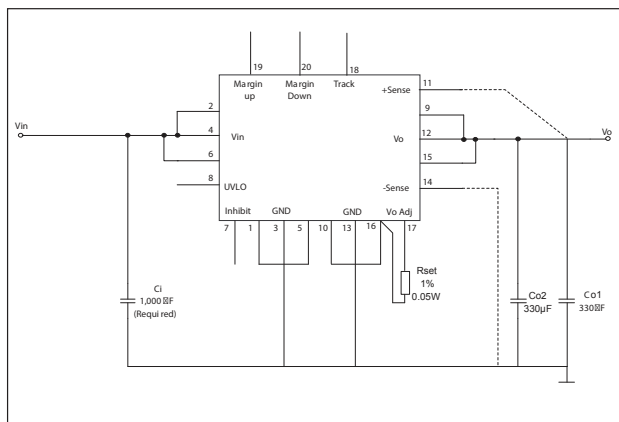 19
20
18
Margin
up
Margin
Down
Track
11
+Sense
2
9
Vin
4
Vin
Vo
12
Vo
6
15
8
UVLO
-Sense
14
Inhibit
GND
GND
Vo Adj
7
1
3
5
10
13
16
17
Rset
1%
0.05W
Ci
1,000 F
(Required)
Co2
330µF
Co1
330 F